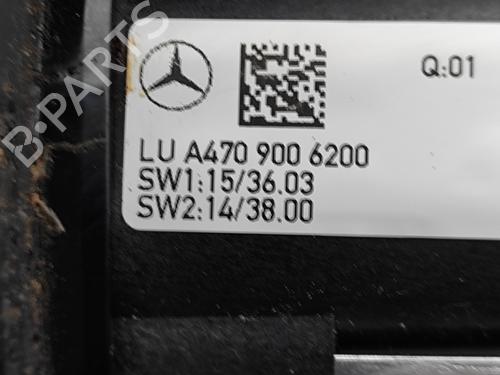 B-PARTS
Q:01
LU A470 900 6200
SW1:15/36.03
SW2:14/38.00